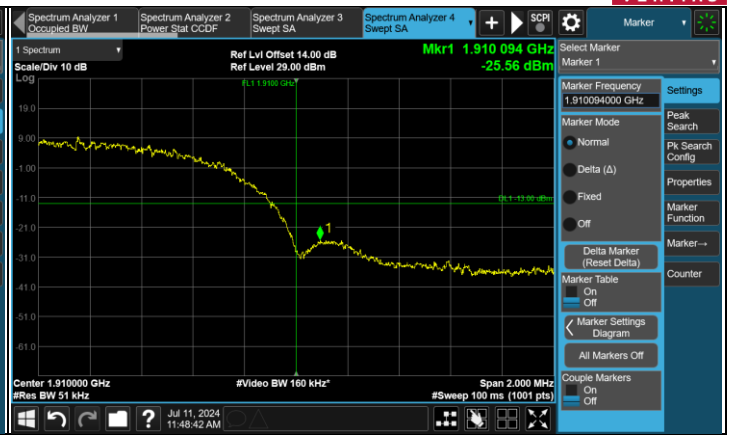 Spectrum Analyzer 1
Occupied BW
Spectrum Analyzer 2
Power Stat CCDF
Spectrum Analyzer 3
Swept SA
Spectrum Analyzer 4
Swept SA
SCPI
Marker
1 Spectrum
Scale/Div 10 dB
Log
Ref Lvl Offset 14.00 dB
Ref Level 29.00 dBm
Mkr1 1.910 094 GHz
-25.56 dBm
FL1 1.9100 GHz
19.0
9.00
-1.00
-11.0
-21.0
-31.0
-41.0
-51.0
-61.0
DL1 -13.00 dBm
1
Center 1.910000 GHz
#Res BW 51 kHz
#Video BW 160 kHz*
Span 2.000 MHz
#Sweep 100 ms (1001 pts)
Select Marker
Marker 1
Marker Frequency
1.910094000 GHz
Marker Mode
Normal
Delta (Δ)
Fixed
Off
Delta Marker
(Reset Delta)
Marker Table
On
Off
Marker Settings
Diagram
All Markers Off
Couple Markers
On
Off
Settings
Peak
Search
Pk Search
Config
Properties
Marker
Function
Marker→
Counter
?
Jul 11, 2024
11:48:42 AM